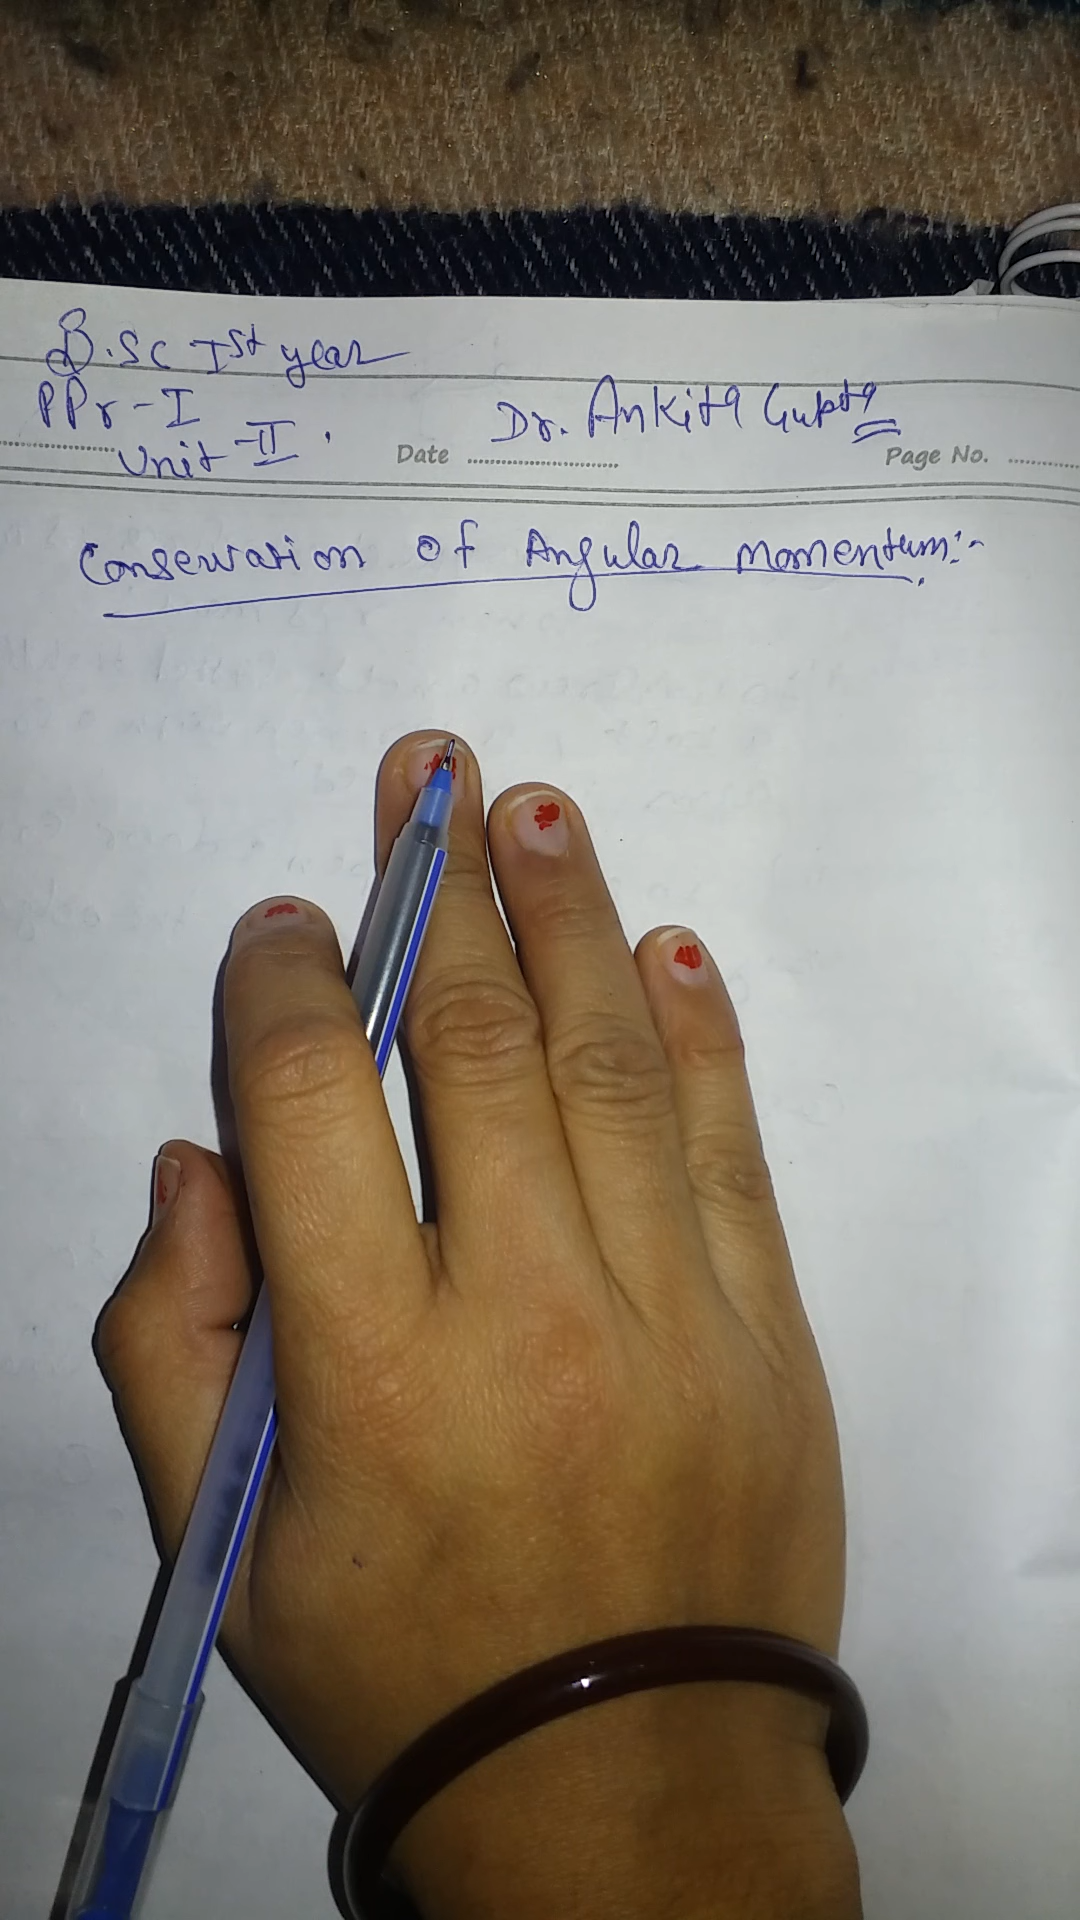 B.Sc Ist year
PPr-I
Dr. Ankita Gupta
Unit-II.
Date
Page No.
Conservation of Angular momentum:-